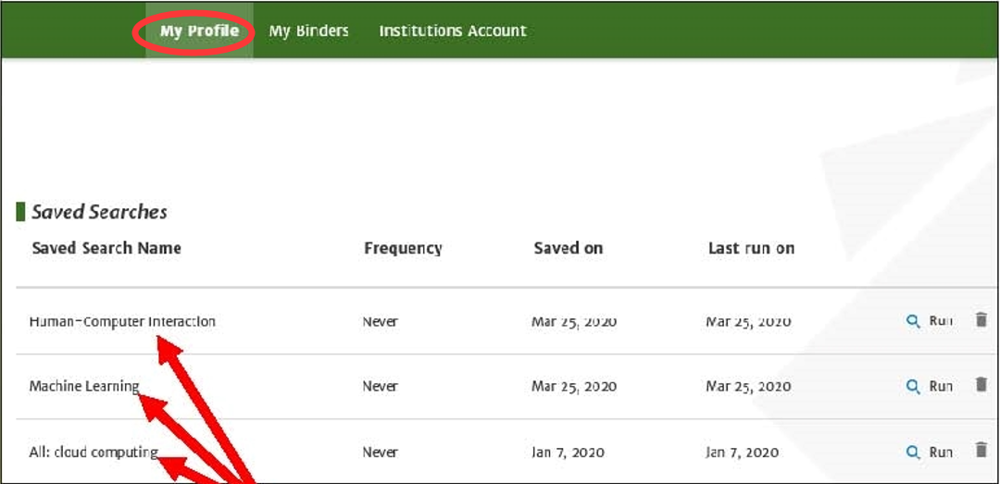 My Profile My Binders Institutions Account
Saved Searches
Saved Search Name Frequency Saved on Last run on
Human-Computer Interaction Never Mar 25, 2020 Mar 25, 2020 Run
Machine Learning Never Mar 25, 2020 Mar 25, 2020 Run
All: cloud computing Never Jan 7, 2020 Jan 7, 2020 Run